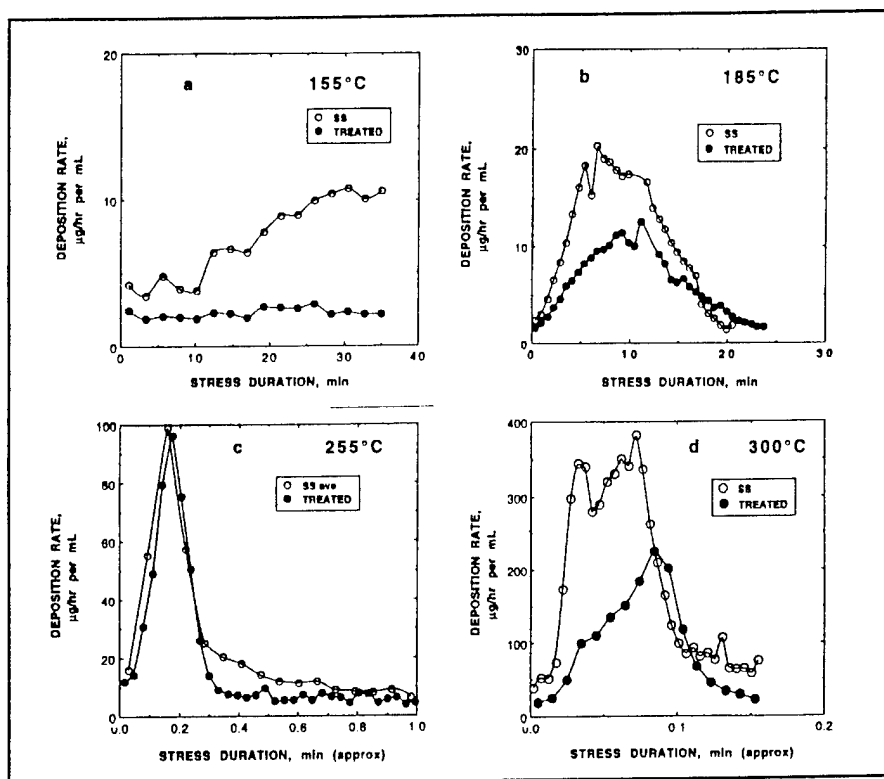 a 155°C
SS
TREATED
DEPOSITION RATE,
µg/hr per mL
20
10
0
0 10 20 30 40
STRESS DURATION, min
b 185°C
SS
TREATED
DEPOSITION RATE,
µg/hr per mL
30
20
10
0
0 10 20 30
STRESS DURATION, min
c 255°C
SS ave
TREATED
DEPOSITION RATE,
µg/hr per mL
100
80
60
40
20
0
0.0 0.2 0.4 0.6 0.8 1.0
STRESS DURATION, min (approx)
d 300°C
SS
TREATED
DEPOSITION RATE,
µg/hr per mL
400
350
300
250
200
150
100
50
0
0.0 0.1 0.2
STRESS DURATION, min (approx)